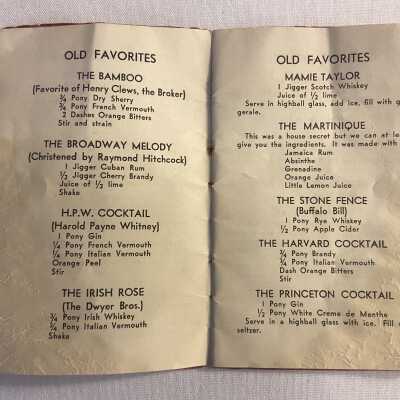 OLD FAVORITES
THE BAMBOO
(Favorite of Henry Clews, the Broker)
¾ Pony Dry Sherry
¾ Pony French Vermouth
2 Dashes Orange Bitters
Stir and strain
THE BROADWAY MELODY
(Christened by Raymond Hitchcock)
1 Jigger Cuban Rum
½ Jigger Cherry Brandy
Juice of ½ lime
Shake
H.P.W. COCKTAIL
(Harold Payne Whitney)
1 Pony Gin
¼ Pony French Vermouth
¼ Pony Italian Vermouth
Orange Peel
Stir
THE IRISH ROSE
(The Dwyer Bros.)
¾ Pony Irish Whiskey
¾ Pony Italian Vermouth
Shake
OLD FAVORITES
MAMIE TAYLOR
1 Jigger Scotch Whiskey
Juice of ½ lime
Serve in highball glass, add ice, fill with g
gerale.
THE MARTINIQUE
This was a house secret but we can at lea
give you the ingredients. It was made with
Jamaica Rum
Absinthe
Grenadine
Orange Juice
Little Lemon Juice
THE STONE FENCE
(Buffalo Bill)
1 Pony Rye Whiskey
½ Pony Apple Cider
THE HARVARD COCKTAIL
¾ Pony Brandy
¾ Pony Italian Vermouth
Dash Orange Bitters
Stir
THE PRINCETON COCKTAIL
1 Pony Gin
½ Pony White Creme de Menthe
Serve in a highball glass with ice. Fill
seltzer.